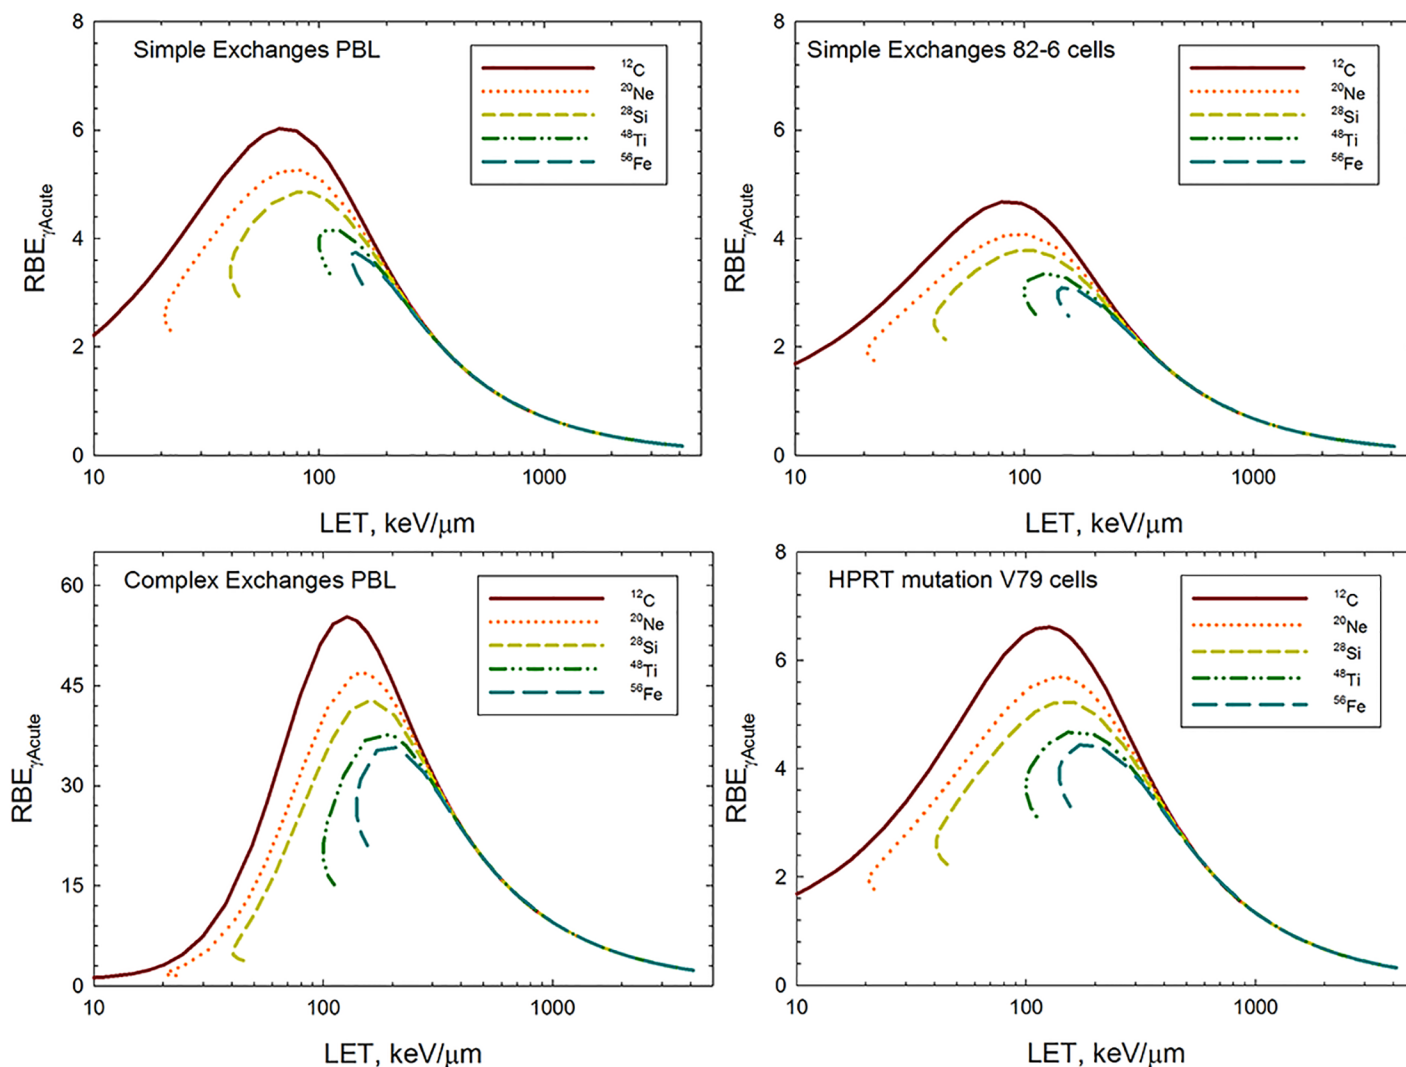 Simple Exchanges PBL
¹²C
²⁰Ne
²⁸Si
⁴⁸Ti
⁵⁶Fe
RBEγAcute
8
6
4
2
0
10
100
1000
LET, keV/μm
Simple Exchanges 82-6 cells
¹²C
²⁰Ne
²⁸Si
⁴⁸Ti
⁵⁶Fe
RBEγAcute
8
6
4
2
0
10
100
1000
LET, keV/μm
Complex Exchanges PBL
¹²C
²⁰Ne
²⁸Si
⁴⁸Ti
⁵⁶Fe
RBEγAcute
60
45
30
15
0
10
100
1000
LET, keV/μm
HPRT mutation V79 cells
¹²C
²⁰Ne
²⁸Si
⁴⁸Ti
⁵⁶Fe
RBEγAcute
8
6
4
2
0
10
100
1000
LET, keV/μm